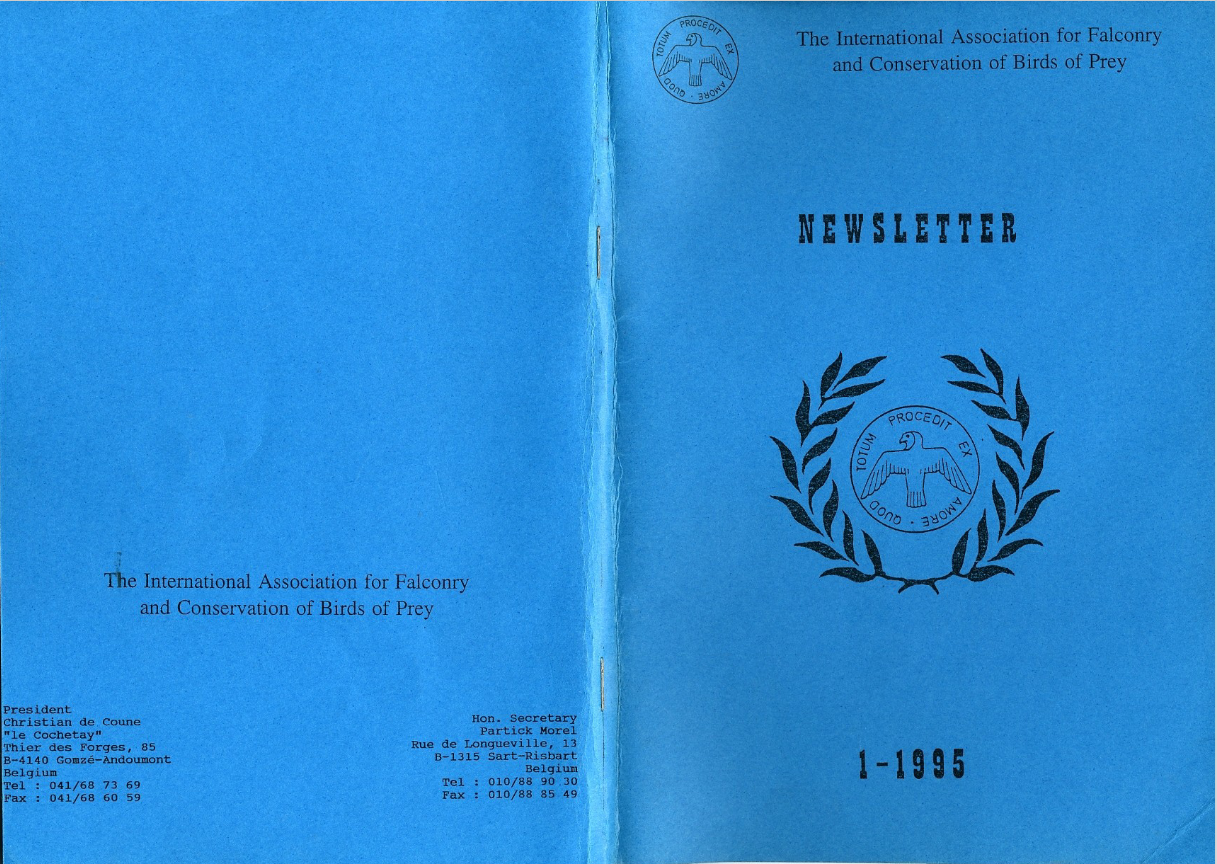 The International Association for Falconry
and Conservation of Birds of Prey
President
Christian de Coune
"le Cochetay"
Thier des Forges, 85
B-4140 Gomzé-Andoumont
Belgium
Tel : 041/68 73 69
Fax : 041/68 60 59
Hon. Secretary
Partick Morel
Rue de Longueville, 13
B-1315 Sart-Risbart
Belgium
Tel : 010/88 90 30
Fax : 010/88 85 49
QUOD TOTUM PROCEDIT EX AMORE ·
The International Association for Falconry
and Conservation of Birds of Prey
NEWSLETTER
QUOD TOTUM PROCEDIT EX AMORE ·
1-1995